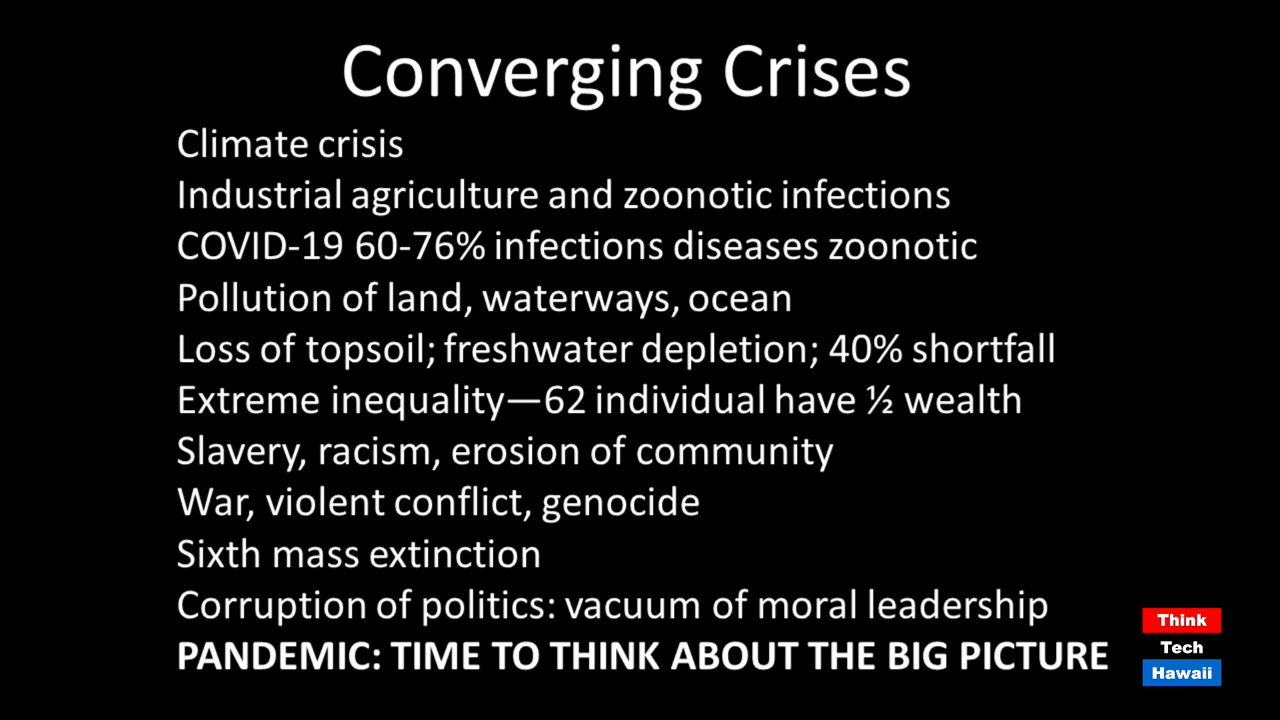 Converging Crises
Climate crisis
Industrial agriculture and zoonotic infections
COVID-19 60-76% infections diseases zoonotic
Pollution of land, waterways, ocean
Loss of topsoil; freshwater depletion; 40% shortfall
Extreme inequality—62 individual have ½ wealth
Slavery, racism, erosion of community
War, violent conflict, genocide
Sixth mass extinction
Corruption of politics: vacuum of moral leadership
PANDEMIC: TIME TO THINK ABOUT THE BIG PICTURE
Think
Tech
Hawaii